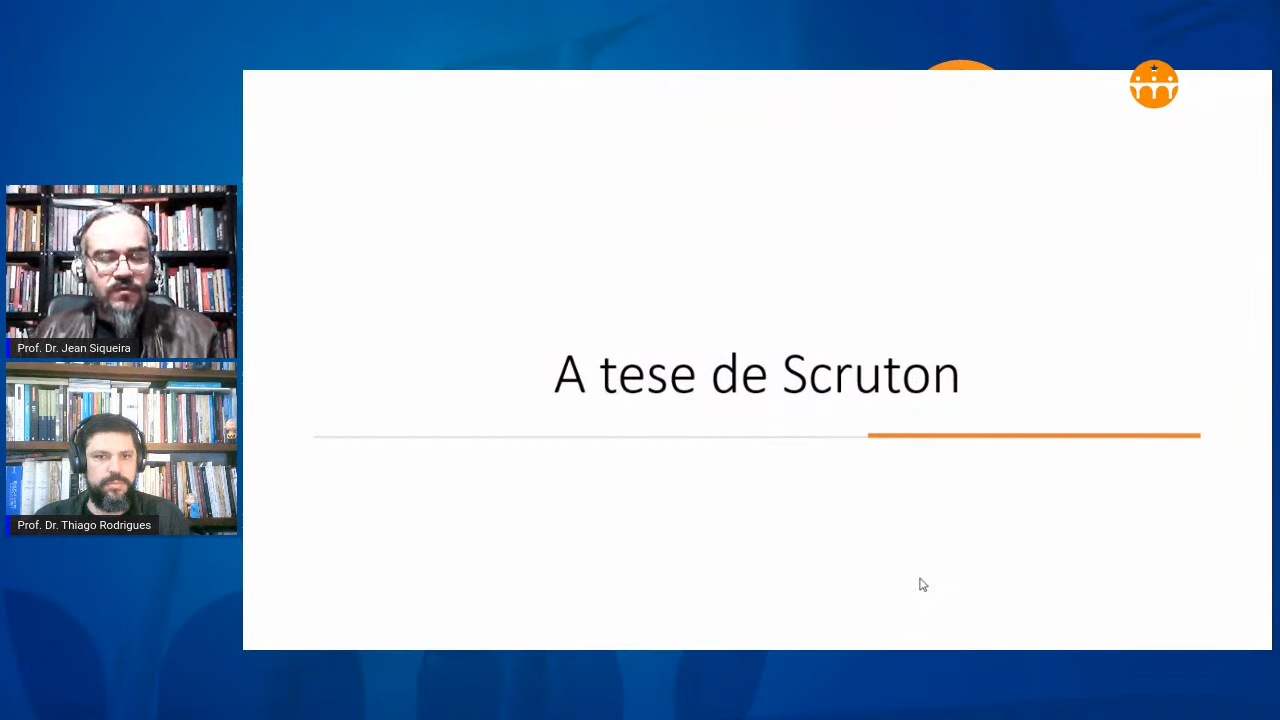 A tese de Scruton
Prof. Dr. Jean Siqueira
Prof. Dr. Thiago Rodrigues